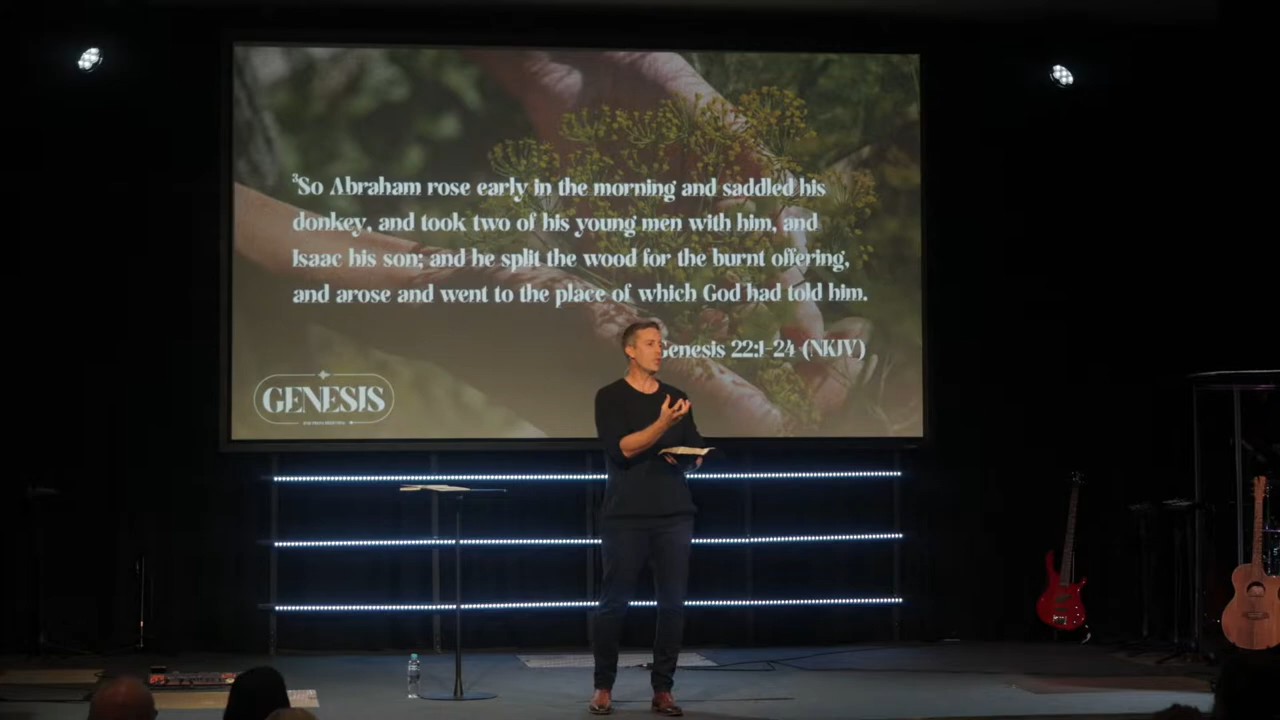 ³So Abraham rose early in the morning and saddled his
donkey, and took two of his young men with him, and
Isaac his son; and he split the wood for the burnt offering,
and arose and went to the place of which God had told him.
Genesis 22:1-24 (NKJV)
GENESIS